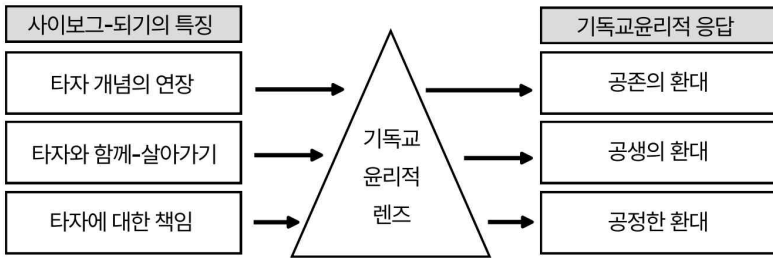 사이보그-되기의 특징
기독교윤리적 응답
타자 개념의 연장
공존의 환대
타자와 함께-살아가기
기독교
윤리적
렌즈
공생의 환대
타자에 대한 책임
공정한 환대